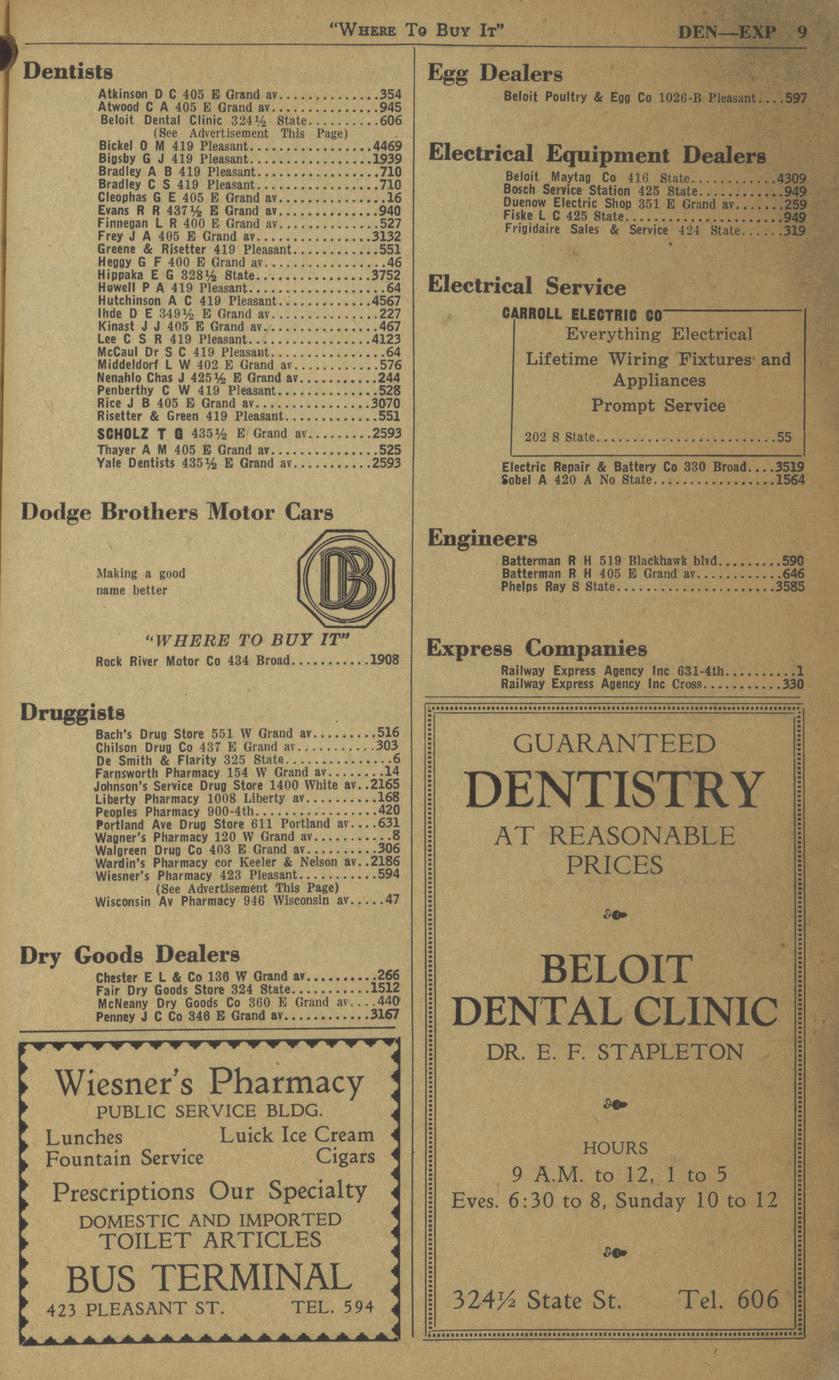 "WHERE TO BUY IT"
DEN—EXP 9
Dentists
Atkinson D C 405 E Grand av..............354
Atwood C A 405 E Grand av...............945
Beloit Dental Clinic 324½ State..........606
(See Advertisement This Page)
Bickel O M 419 Pleasant.................4469
Bigsby G J 419 Pleasant.................1939
Bradley A B 419 Pleasant.................710
Bradley C S 419 Pleasant.................710
Cleophas G E 405 E Grand av..............16
Evans R R 437½ E Grand av..............940
Finnegan L R 400 E Grand av.............527
Frey J A 405 E Grand av.................3132
Greene & Risetter 419 Pleasant...........551
Heggy G F 400 E Grand av.................46
Hippaka E G 328½ State................3752
Howell P A 419 Pleasant...................64
Hutchinson A C 419 Pleasant.............4567
Ihde D E 349½ E Grand av...............227
Kinast J J 405 E Grand av................467
Lee C S R 419 Pleasant..................4123
McCaul Dr S C 419 Pleasant................64
Middeldorf L W 402 E Grand av...........576
Nenahlo Chas J 425½ E Grand av..........244
Penberthy C W 419 Pleasant..............528
Rice J B 405 E Grand av.................3070
Risetter & Green 419 Pleasant............551
SCHOLZ T G 435½ E Grand av.........2593
Thayer A M 405 E Grand av..............525
Yale Dentists 435½ E Grand av...........2593
Dodge Brothers Motor Cars
Making a good
name better
DB
"WHERE TO BUY IT"
Rock River Motor Co 434 Broad...........1908
Druggists
Bach's Drug Store 551 W Grand av.........516
Chilson Drug Co 437 E Grand av...........303
De Smith & Flarity 325 State...............6
Farnsworth Pharmacy 154 W Grand av........14
Johnson's Service Drug Store 1400 White av..2165
Liberty Pharmacy 1008 Liberty av..........168
Peoples Pharmacy 900-4th.................420
Portland Ave Drug Store 611 Portland av....631
Wagner's Pharmacy 120 W Grand av...........8
Walgreen Drug Co 403 E Grand av..........306
Wardin's Pharmacy cor Keeler & Nelson av..2186
Wiesner's Pharmacy 423 Pleasant...........594
(See Advertisement This Page)
Wisconsin Av Pharmacy 946 Wisconsin av.....47
Dry Goods Dealers
Chester E L & Co 136 W Grand av..........266
Fair Dry Goods Store 324 State...........1512
McNeany Dry Goods Co 360 E Grand av....440
Penney J C Co 346 E Grand av............3167
Wiesner's Pharmacy
PUBLIC SERVICE BLDG.
Lunches Luick Ice Cream
Fountain Service Cigars
Prescriptions Our Specialty
DOMESTIC AND IMPORTED
TOILET ARTICLES
BUS TERMINAL
423 PLEASANT ST. TEL. 594
Egg Dealers
Beloit Poultry & Egg Co 1026-B Pleasant....597
Electrical Equipment Dealers
Beloit Maytag Co 416 State............4309
Bosch Service Station 425 State............949
Duenow Electric Shop 351 E Grand av.......259
Fiske L C 425 State......................949
Frigidaire Sales & Service 424 State......319
Electrical Service
CARROLL ELECTRIC CO
Everything Electrical
Lifetime Wiring Fixtures and
Appliances
Prompt Service
202 S State..........................55
Electric Repair & Battery Co 330 Broad....3519
Sobel A 420 A No State.................1564
Engineers
Batterman R H 519 Blackhawk blvd.........590
Batterman R H 405 E Grand av............646
Phelps Ray S State......................3585
Express Companies
Railway Express Agency Inc 631-4th..........1
Railway Express Agency Inc Cross...........330
GUARANTEED
DENTISTRY
AT REASONABLE
PRICES
BELOIT
DENTAL CLINIC
DR. E. F. STAPLETON
HOURS
9 A.M. to 12, 1 to 5
Eves. 6:30 to 8, Sunday 10 to 12
324½ State St. Tel. 606